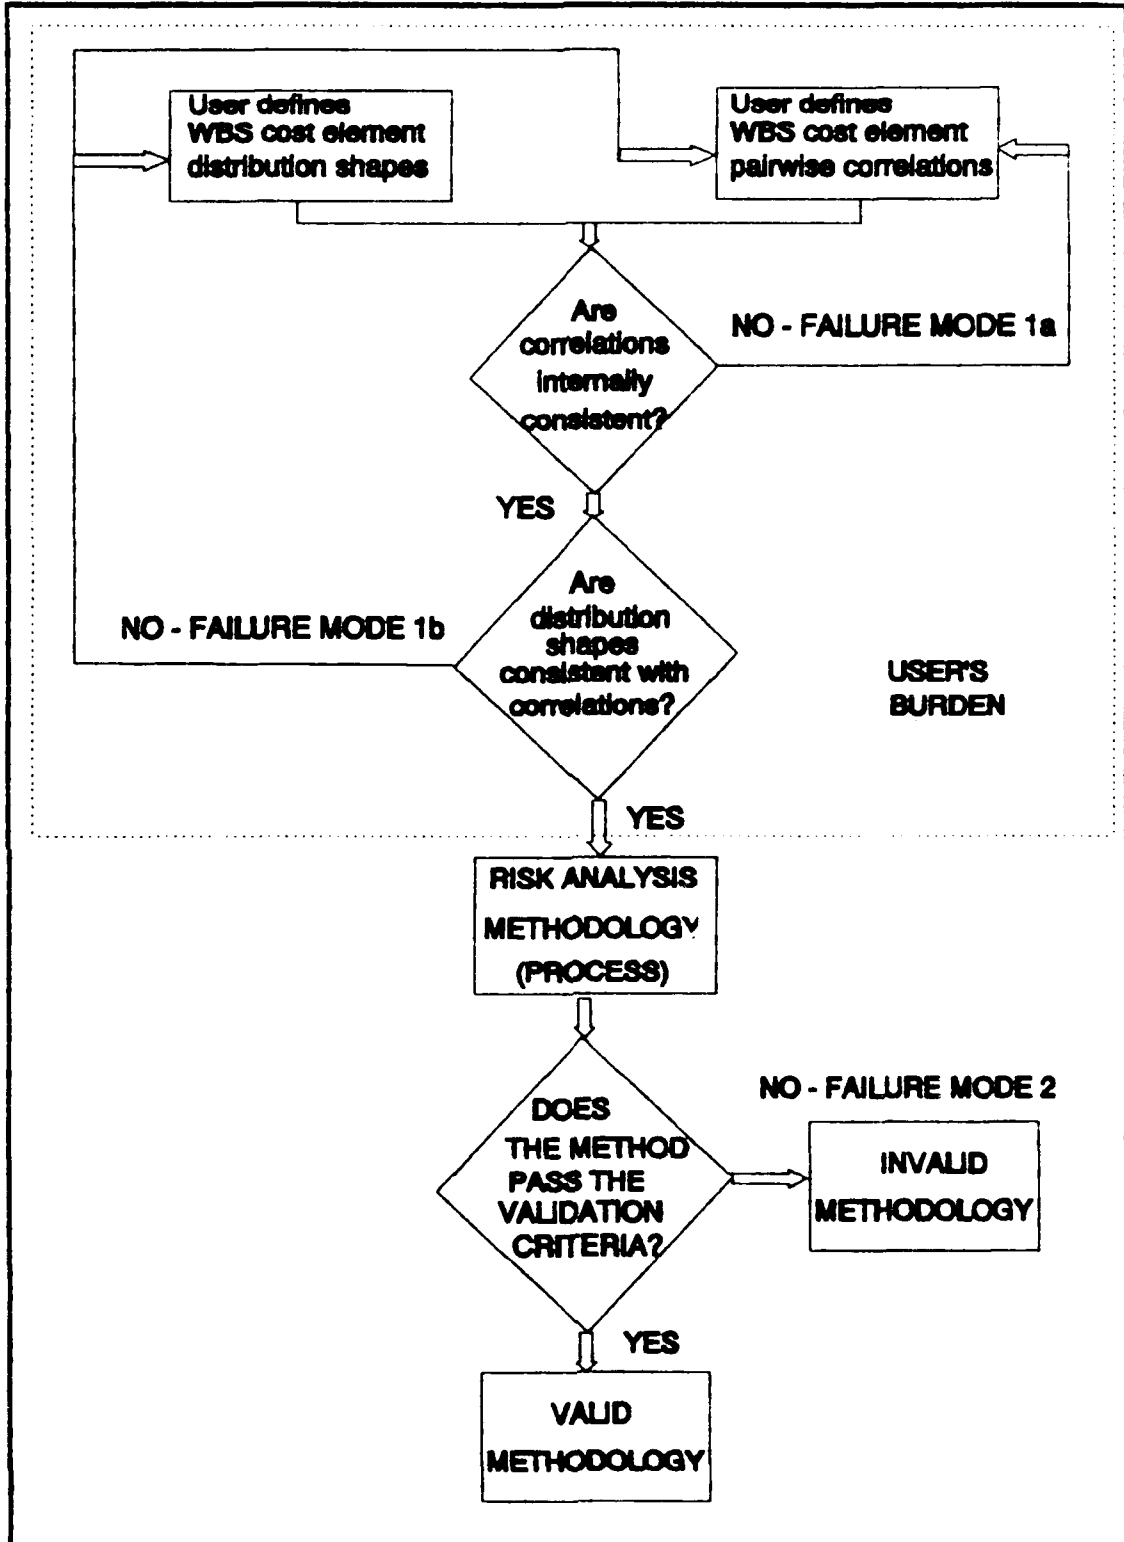 User defines
WBS cost element
distribution shapes
User defines
WBS cost element
pairwise correlations
Are
correlations
internally
consistent?
NO - FAILURE MODE 1a
YES
Are
distribution
shapes
consistent with
correlations?
NO - FAILURE MODE 1b
USER'S
BURDEN
YES
RISK ANALYSIS
METHODOLOGY
(PROCESS)
DOES
THE METHOD
PASS THE
VALIDATION
CRITERIA?
NO - FAILURE MODE 2
INVALID
METHODOLOGY
YES
VALID
METHODOLOGY